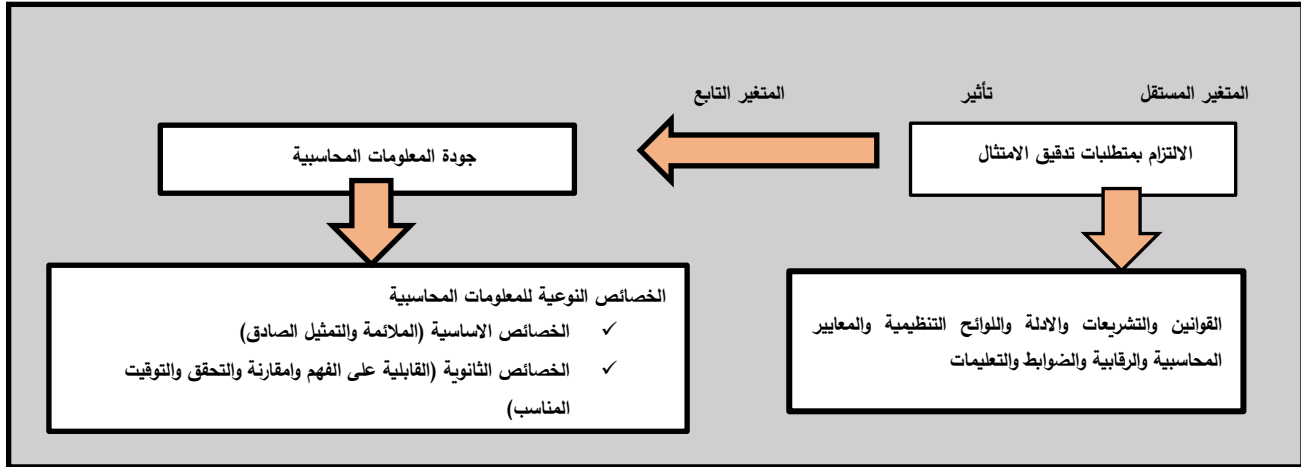 المتغير المستقل
تأثير
المتغير التابع
الالتزام بمتطلبات تدقيق الامتثال
جودة المعلومات المحاسبية
القوانين والتشريعات والادلة واللوائح التنظيمية والمعايير
المحاسبية والرقابية والضوابط والتعليمات
الخصائص النوعية للمعلومات المحاسبية
✓ الخصائص الاساسية (الملائمة والتمثيل الصادق)
✓ الخصائص الثانوية (القابلية على الفهم وامقارنة والتحقق والتوقيت
المناسب)